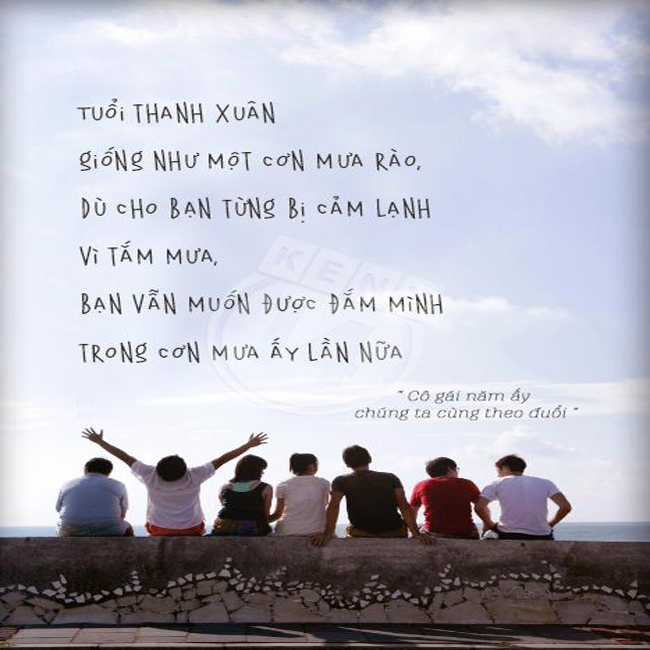 TUỔI THANH XUÂN
GIỐNG NHƯ MỘT CƠN MƯA RÀO,
DÙ CHO BẠN TỪNG BỊ CẢM LẠNH
VÌ TẮM MƯA,
BẠN VẪN MUỐN ĐƯỢC ĐẮM MÌNH
TRONG CƠN MƯA ẤY LẦN NỮA
" Cô gái năm ấy
chúng ta cùng theo đuổi "